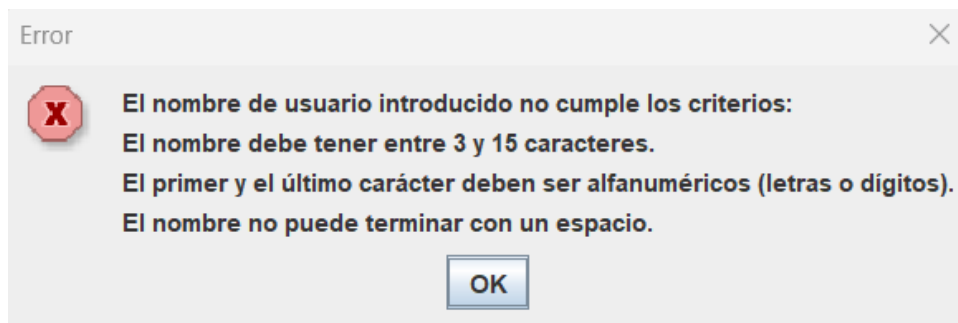 Error
El nombre de usuario introducido no cumple los criterios:
El nombre debe tener entre 3 y 15 caracteres.
El primer y el último carácter deben ser alfanuméricos (letras o dígitos).
El nombre no puede terminar con un espacio.
OK